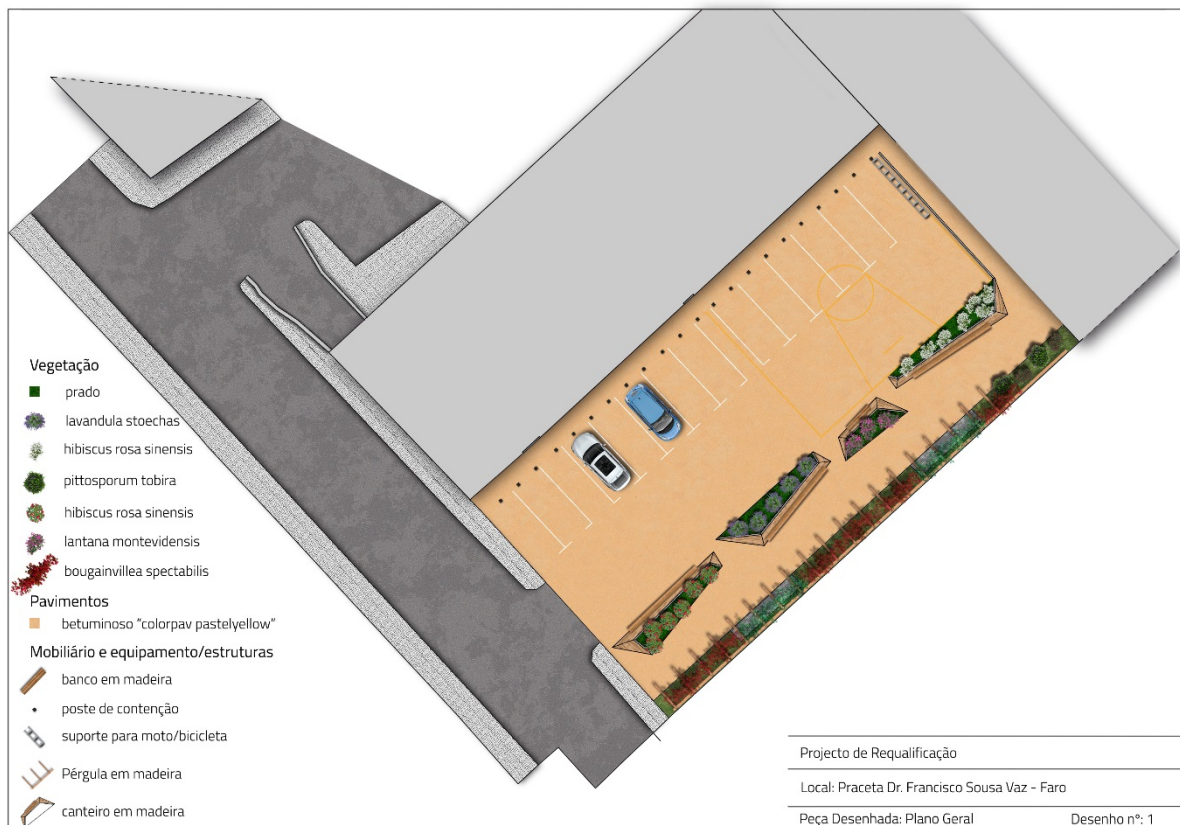 Vegetação
prado
lavandula stoechas
hibiscus rosa sinensis
pittosporum tobira
hibiscus rosa sinensis
lantana montevidensis
bougainvillea spectabilis
Pavimentos
betuminoso "colorpav pastelyellow"
Mobiliário e equipamento/estruturas
banco em madeira
poste de contenção
suporte para moto/bicicleta
Pérgula em madeira
canteiro em madeira
Projecto de Requalificação
Local: Praceta Dr. Francisco Sousa Vaz - Faro
Peça Desenhada: Plano Geral Desenho nº: 1